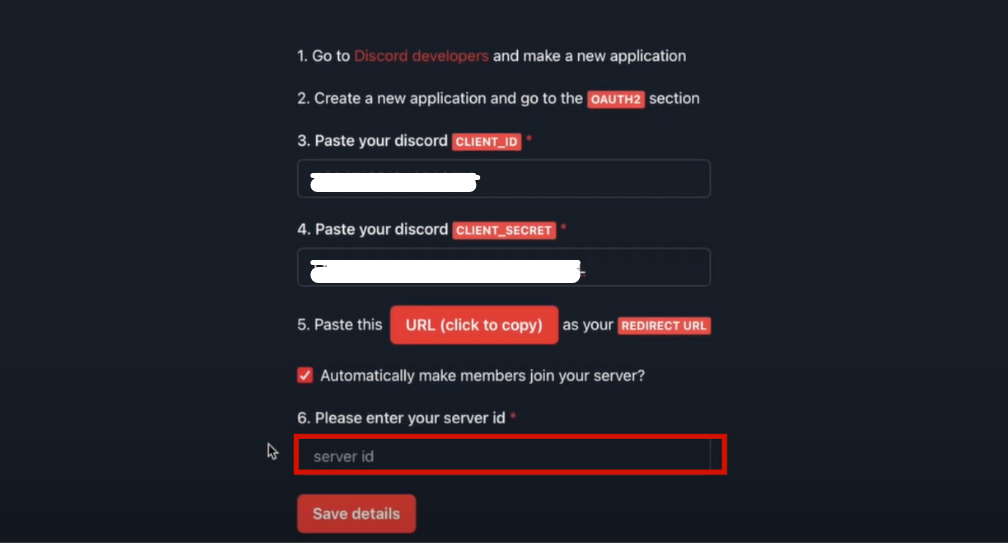 1. Go to Discord developers and make a new application
2. Create a new application and go to the OAUTH2 section
3. Paste your discord CLIENT_ID *
4. Paste your discord CLIENT_SECRET *
5. Paste this URL (click to copy) as your REDIRECT URL
Automatically make members join your server?
6. Please enter your server id *
server id
Save details